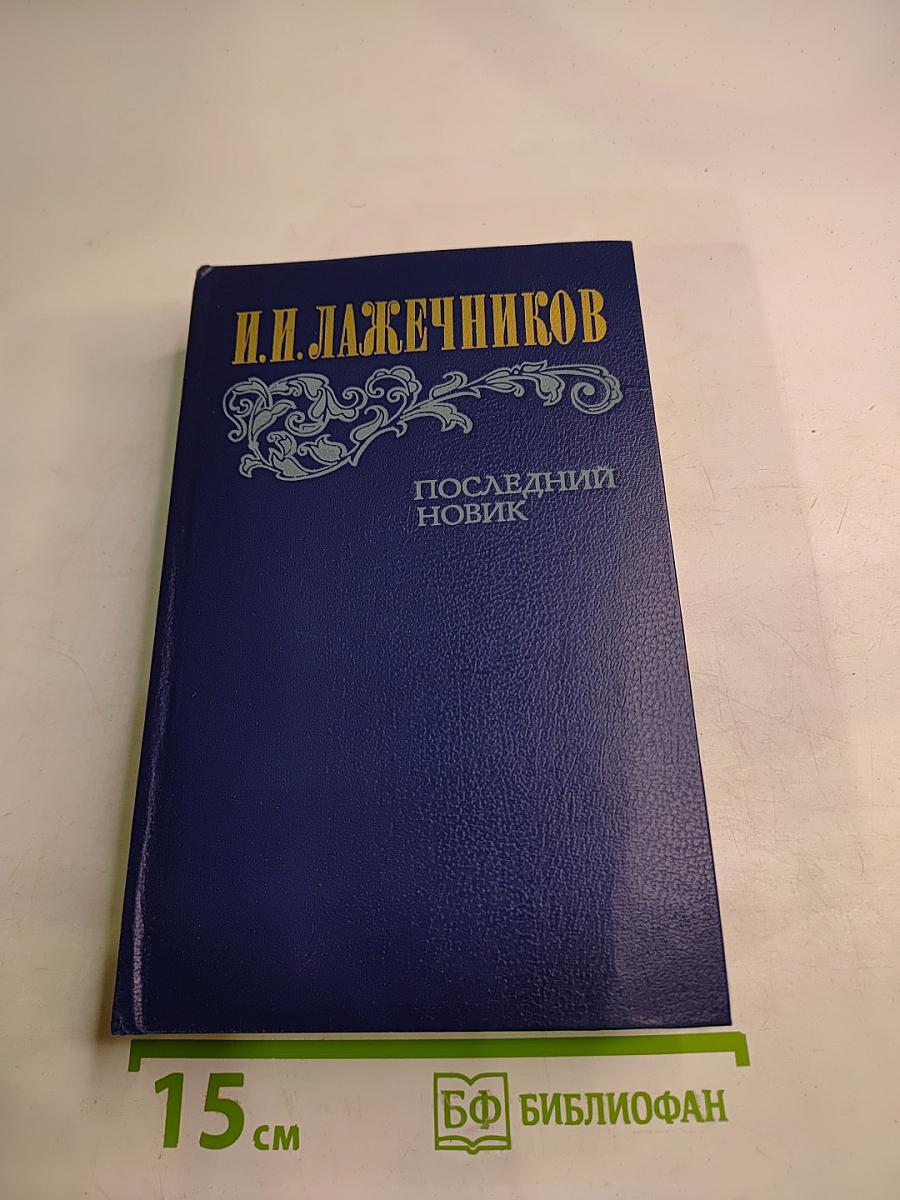 И.И. ЛАЖЕЧНИКОВ
ПОСЛЕДНИЙ
НОВИК
15 см
БФ БИБЛИОФАН